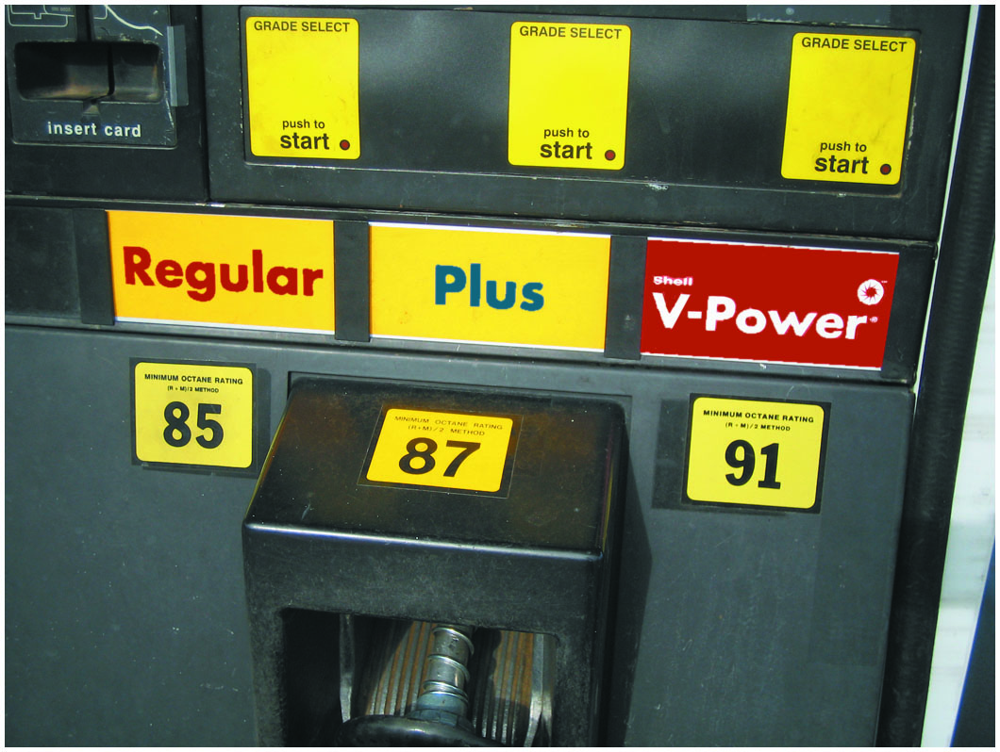 insert card
GRADE SELECT
push to
start
GRADE SELECT
push to
start
GRADE SELECT
push to
start
Regular
Plus
Shell
V-Power
MINIMUM OCTANE RATING
(R + M)/2 METHOD
85
MINIMUM OCTANE RATING
(R+M)/2 METHOD
87
MINIMUM OCTANE RATING
(R + M)/2 METHOD
91